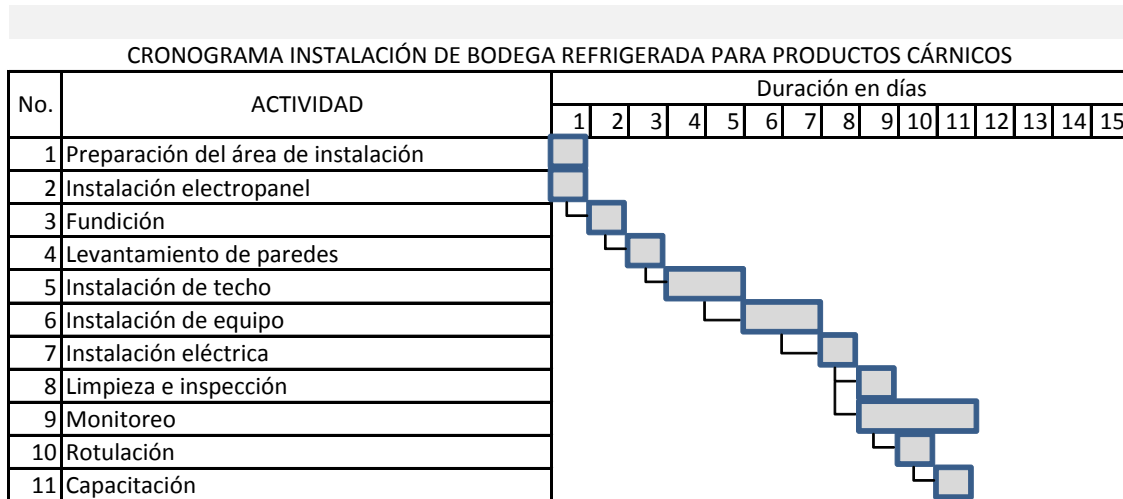 CRONOGRAMA INSTALACIÓN DE BODEGA REFRIGERADA PARA PRODUCTOS CÁRNICOS
No. ACTIVIDAD Duración en días
1 2 3 4 5 6 7 8 9 10 11 12 13 14 15
1 Preparación del área de instalación
2 Instalación electropanel
3 Fundición
4 Levantamiento de paredes
5 Instalación de techo
6 Instalación de equipo
7 Instalación eléctrica
8 Limpieza e inspección
9 Monitoreo
10 Rotulación
11 Capacitación